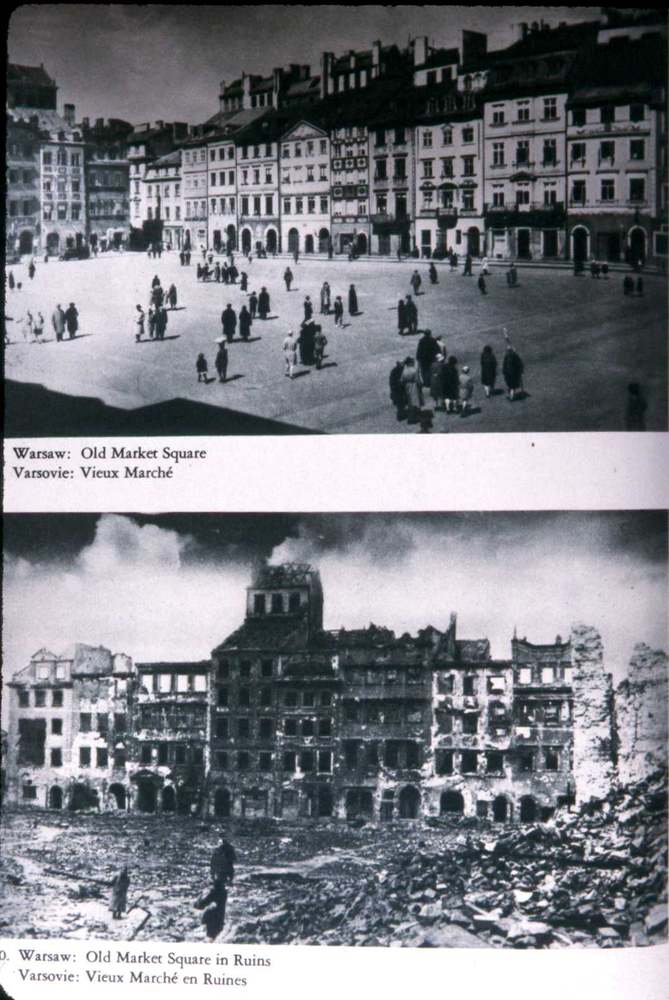 Warsaw: Old Market Square
Varsovie: Vieux Marché
0. Warsaw: Old Market Square in Ruins
Varsovie: Vieux Marché en Ruines